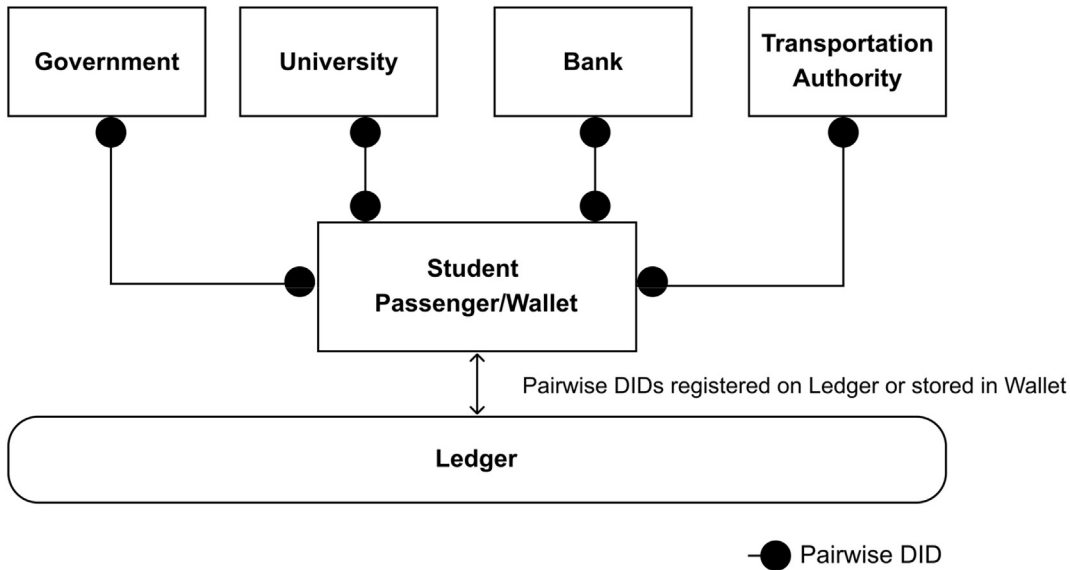 Government
University
Bank
Transportation
Authority
Student
Passenger/Wallet
Pairwise DIDs registered on Ledger or stored in Wallet
Ledger
Pairwise DID